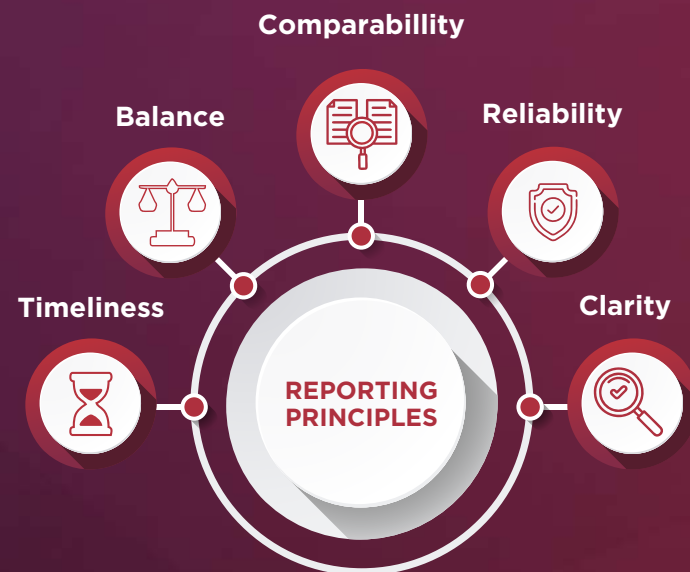 Comparabillity
Balance
Reliability
Timeliness
Clarity
REPORTING
PRINCIPLES